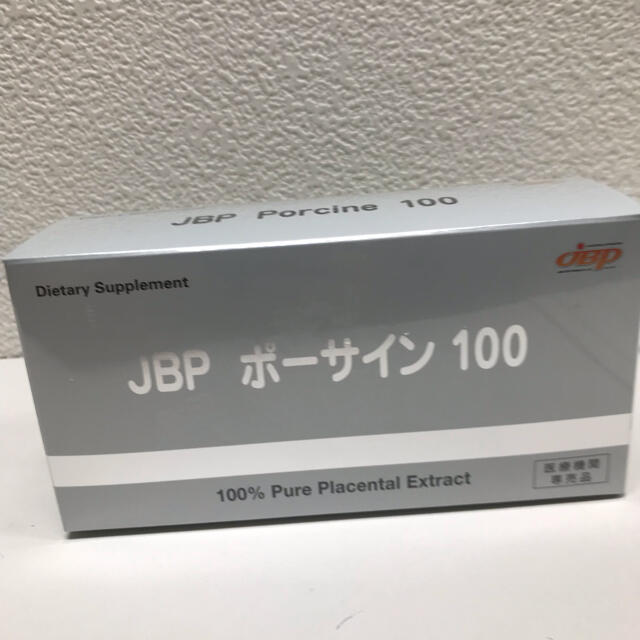 JBP Porcine 100
JBP
Dietary Supplement
JBP ポーサイン 100
100% Pure Placental Extract
医療機関
専売品